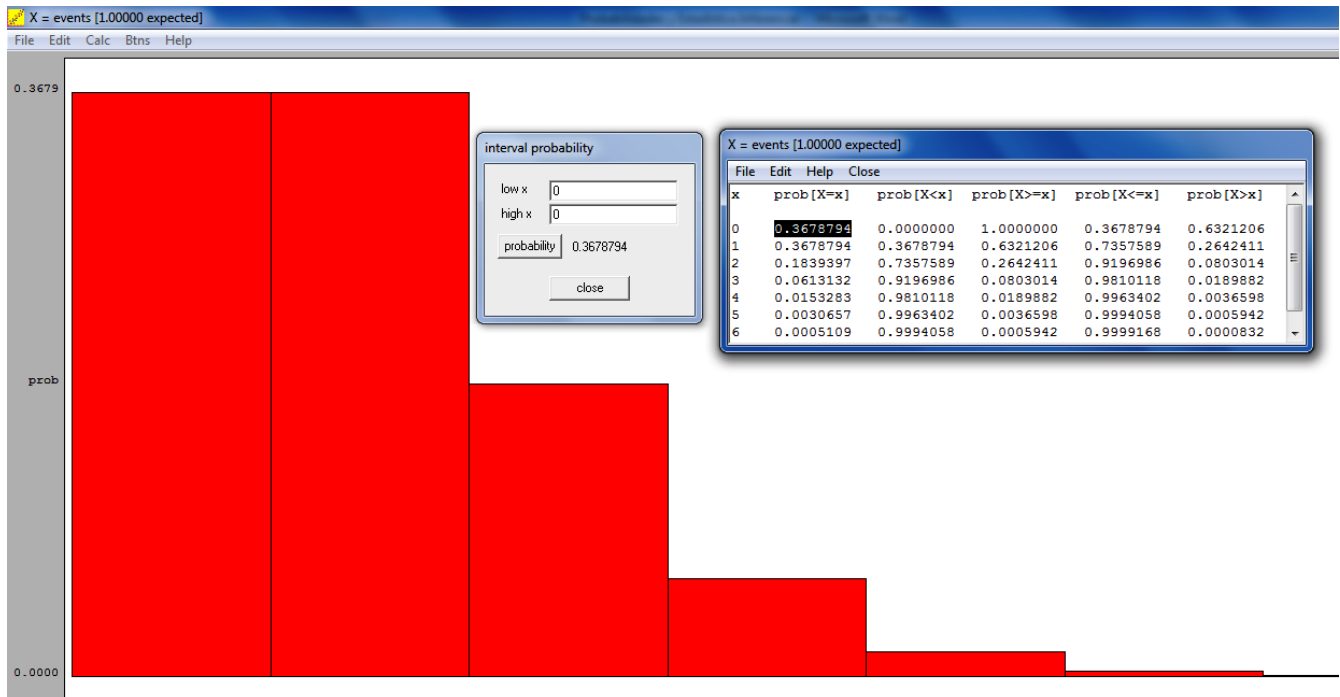 X = events [1.00000 expected]
File Edit Calc Btns Help
0.3679
prob
0.0000
interval probability
low x 0
high x 0
probability 0.3678794
close
X = events [1.00000 expected]
File Edit Help Close
x prob[X=x] prob[X<x] prob[X>=x] prob[X<=x] prob[X>x]
0 0.3678794 0.0000000 1.0000000 0.3678794 0.6321206
1 0.3678794 0.3678794 0.6321206 0.7357589 0.2642411
2 0.1839397 0.7357589 0.2642411 0.9196986 0.0803014
3 0.0613132 0.9196986 0.0803014 0.9810118 0.0189882
4 0.0153283 0.9810118 0.0189882 0.9963402 0.0036598
5 0.0030657 0.9963402 0.0036598 0.9994058 0.0005942
6 0.0005109 0.9994058 0.0005942 0.9999168 0.0000832